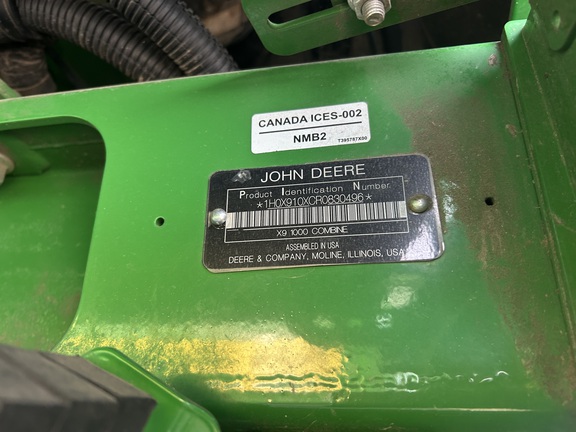 CANADA ICES-002
NMB2
T395787X00
JOHN DEERE
Product Identification Number
*1H0X910XCR0830496*
X9 1000 COMBINE
ASSEMBLED IN USA
DEERE & COMPANY, MOLINE, ILLINOIS, USA